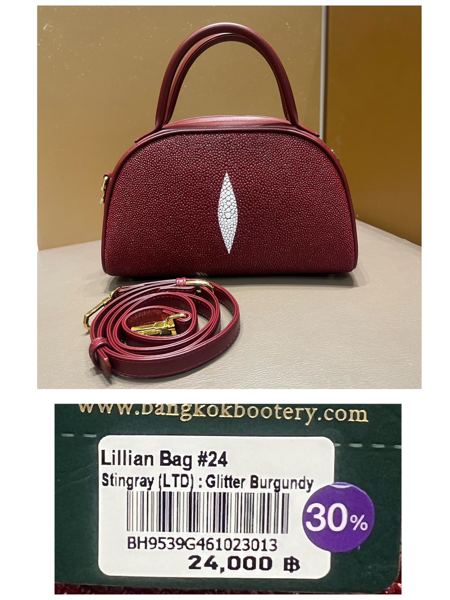 www.bangkokbootery.com
Lillian Bag #24
Stingray (LTD) : Glitter Burgundy
30%
BH9539G461023013
24,000 ฿